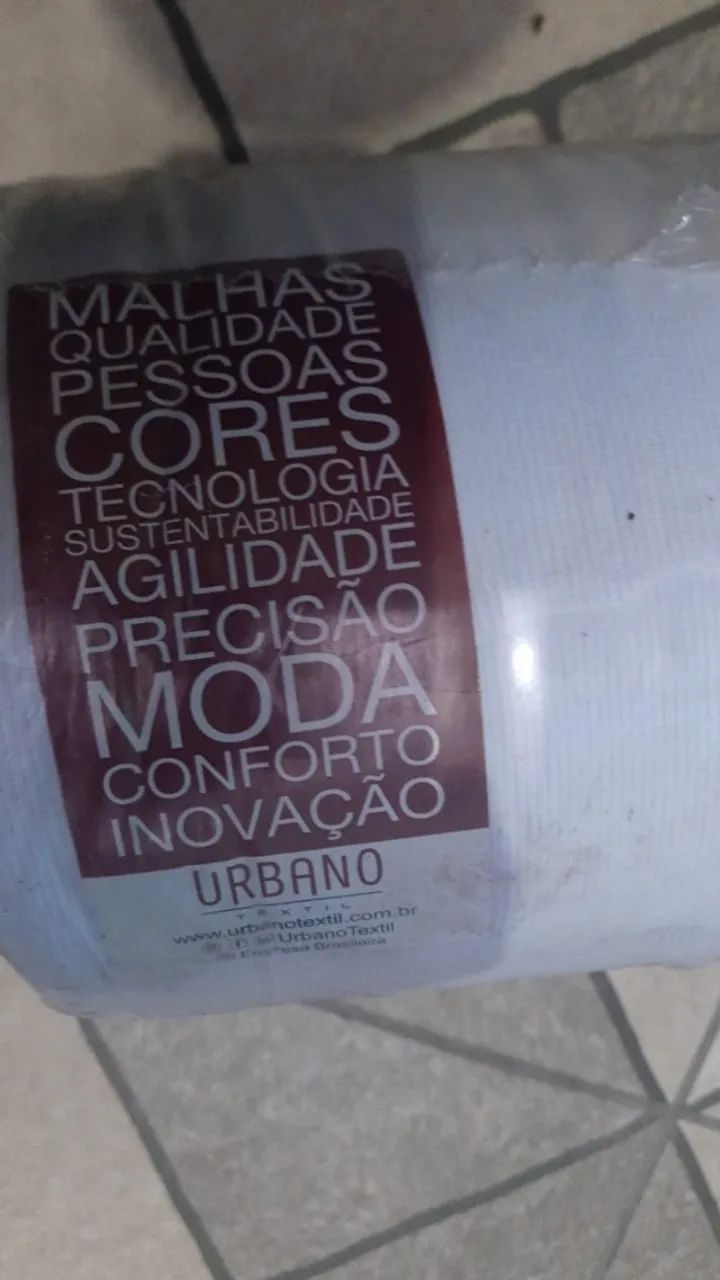 MALHAS
QUALIDADE
PESSOAS
CORES
TECNOLOGIA
SUSTENTABILIDADE
AGILIDADE
PRECISÃO
MODA
CONFORTO
INOVAÇÃO
URBANO
TEXTIL
www.urbanotextil.com.br
UrbanoTextil
Empresa Brasileira